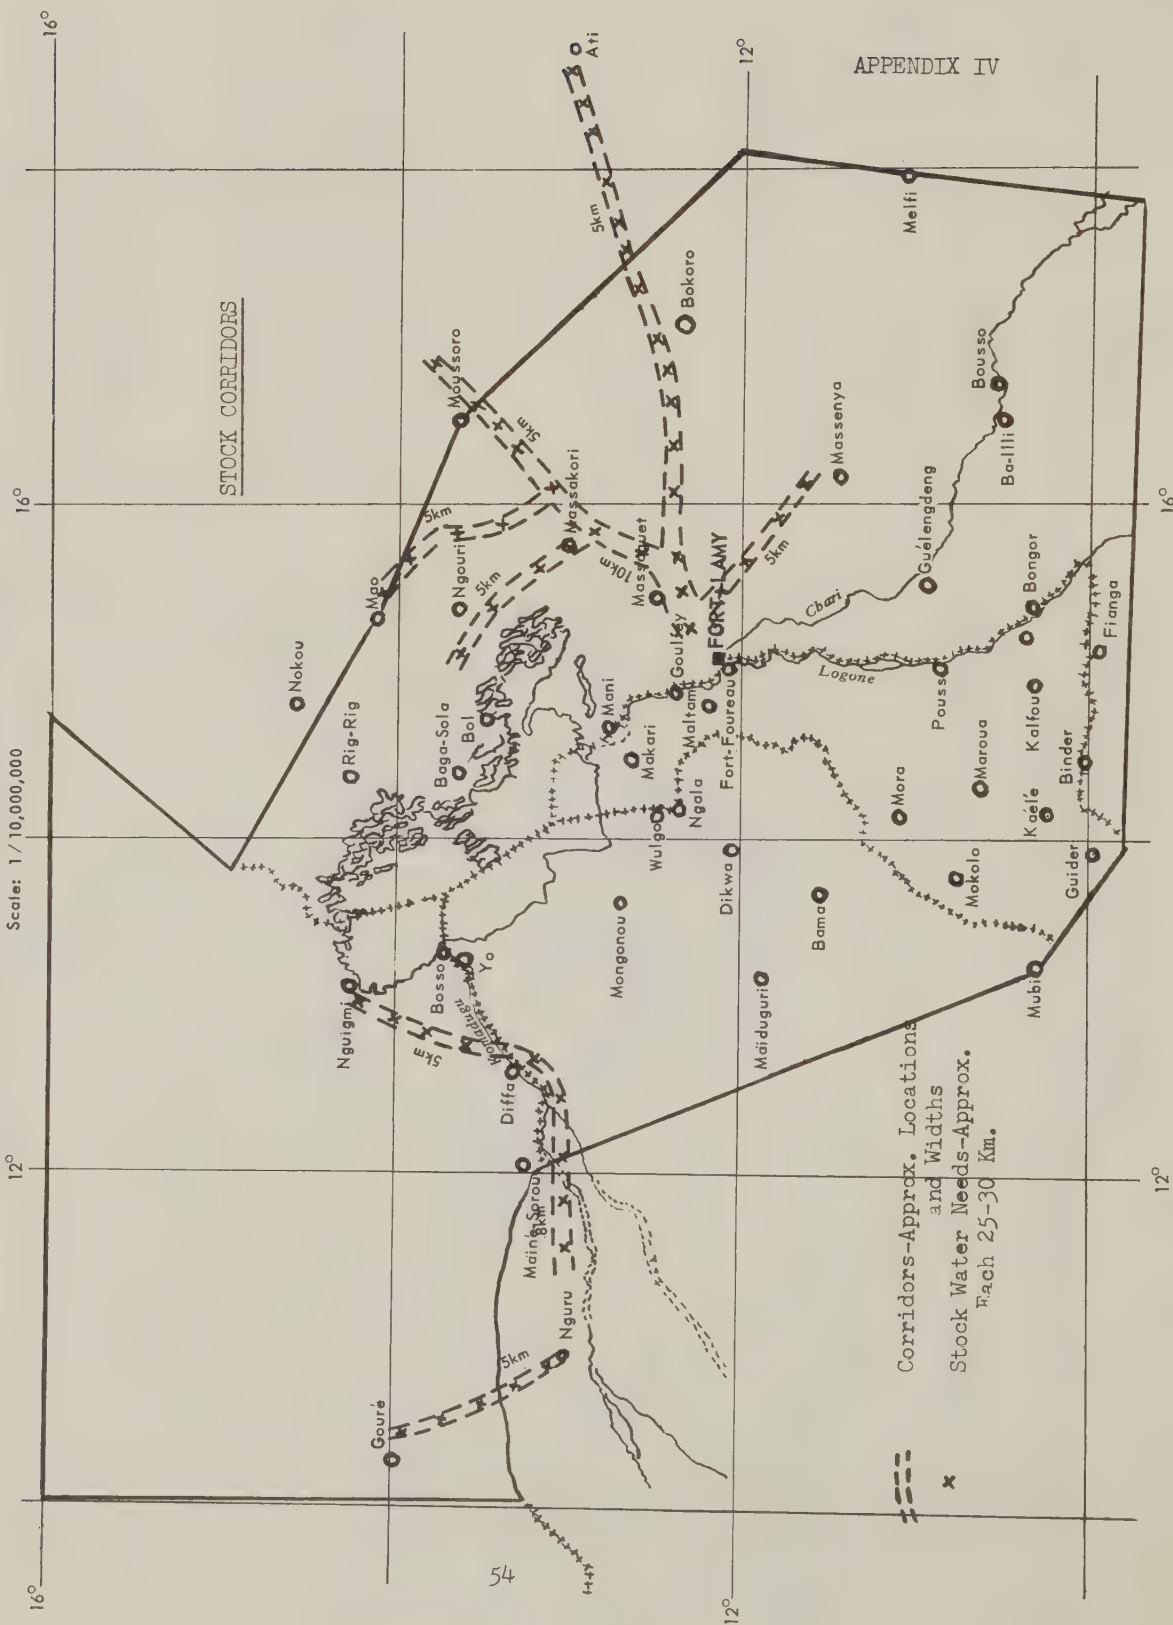 APPENDIX IV
Scale: 1 / 10,000,000
STOCK CORRIDORS
16°
12°
16°
16°
16°
12°
12°
12°
Nokou
Rig-Rig
Mao
Moussoro
Ngouri
Massakori
Baga-Sola
Bol
Nguigmi
Bosso
Yo
Komadugu
Diffa
Mainé Sorou
Gouré
Nguru
Ati
Bokoro
Massaguet
Mani
Makari
Goulfey
Maltam
FORT-LAMY
Fort-Foureau
Wulgo
Ngala
Mongonou
Dikwa
Maiduguri
Bama
Massenya
Melfi
Chari
Logone
Guélengdeng
Bousso
Ba-Illi
Pouss
Bongor
Kalfou
Fianga
Binder
Mora
Maroua
Kaélé
Mokolo
Guider
Mubi
5km
5km
5km
5km
10km
5km
5km
8km
5km
Corridors-Approx. Locations
and Widths
Stock Water Needs-Approx.
Each 25-30 Km.
x
54